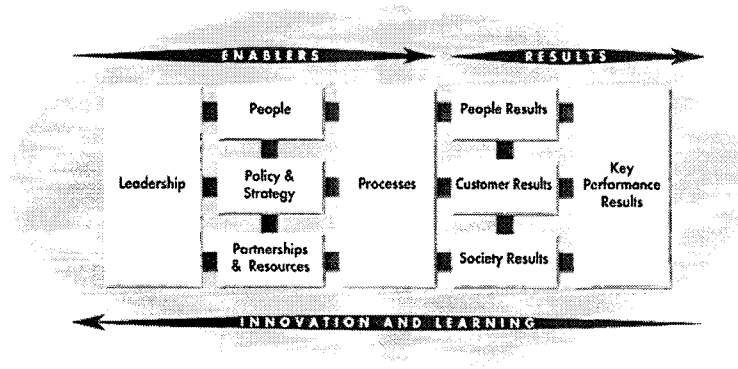 ENABLERS
RESULTS
People
People Results
Leadership
Policy &
Strategy
Processes
Customer Results
Key
Performance
Results
Partnerships
& Resources
Society Results
INNOVATION AND LEARNING